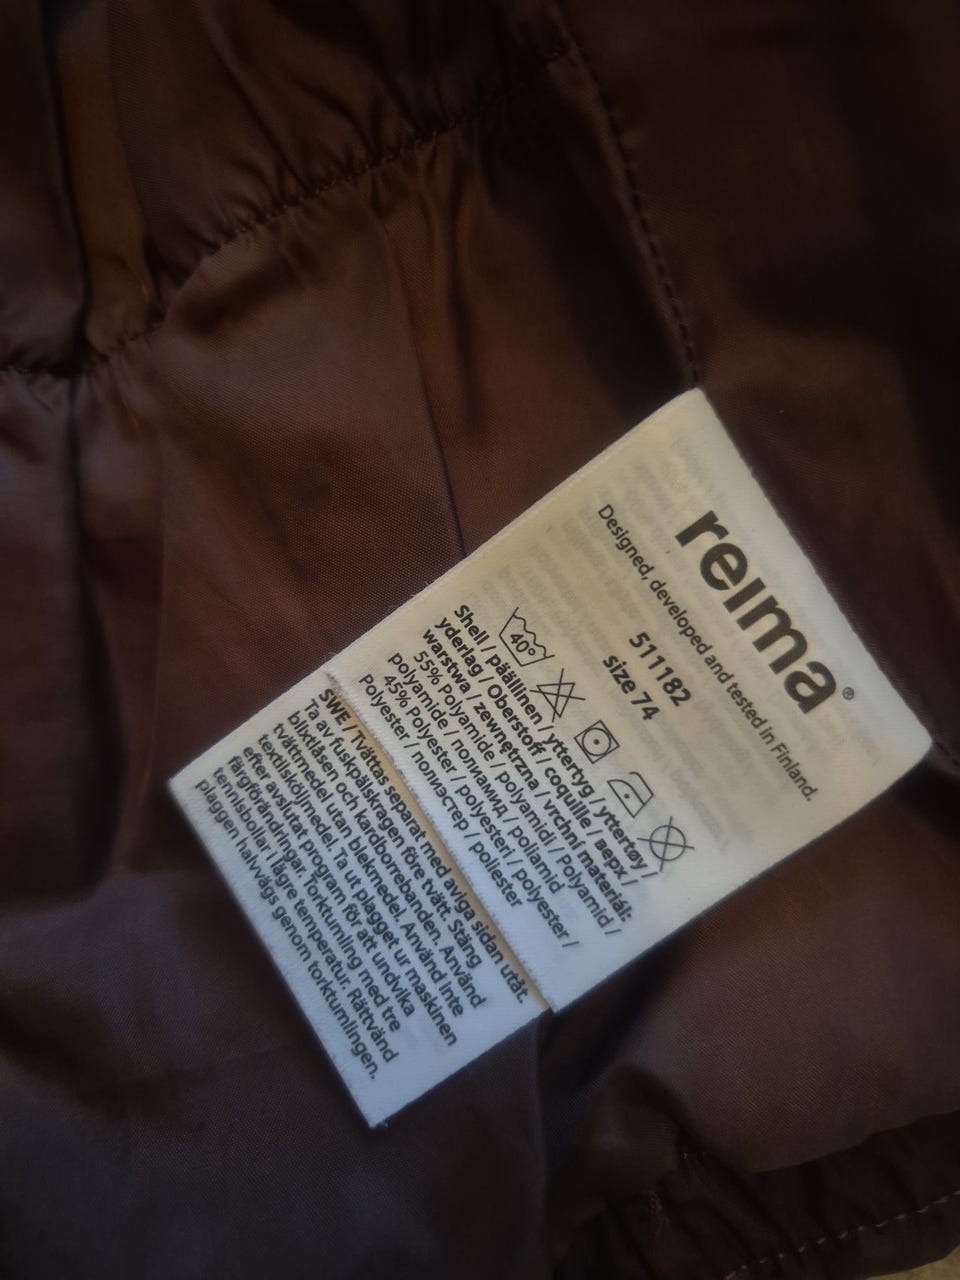 reima®
Designed, developed and tested in Finland.
511182
size 74
40°
Shell / päällinen / yttertyg / yttertøy /
yderlag / Oberstoff / coquille / верх /
warstwa / zewnętrzna / vrchní materiál:
55% Polyamide / polyamidi / Polyamid /
polyamide / полиамид / poliamid
45% Polyester / polyesteri / polyester /
Polyester / полиэстер / poliester
SWE / Tvättas separat med aviga sidan utåt.
Ta av fuskpälskragen före tvätt. Stäng
blixtlåsen och kardborrebanden. Använd
tvättmedel utan blekmedel. Använd inte
textilsköljmedel. Ta ut plagget ur maskinen
efter avslutat program för att undvika
färgförändringar. Torktumling med tre
tennisbollar i lägre temperatur. Rättvänd
plaggen halvvägs genom torktumlingen.